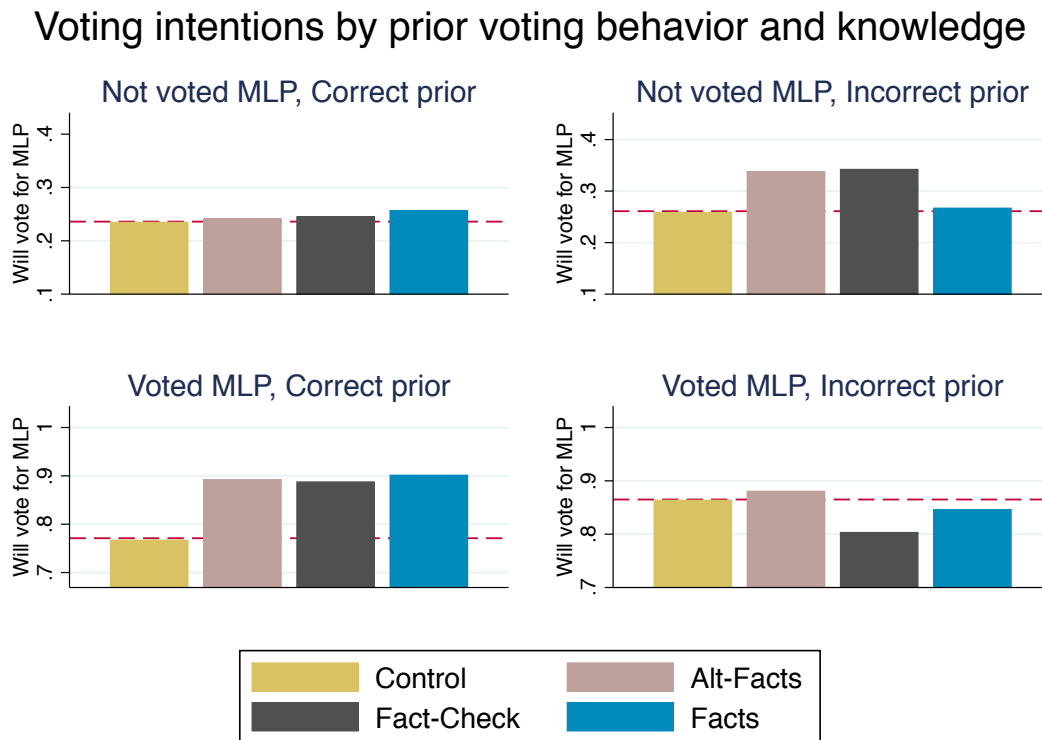 Voting intentions by prior voting behavior and knowledge
Not voted MLP, Correct prior
Will vote for MLP
.1 .2 .3 .4
Not voted MLP, Incorrect prior
Will vote for MLP
.1 .2 .3 .4
Voted MLP, Correct prior
Will vote for MLP
.7 .8 .9 1
Voted MLP, Incorrect prior
Will vote for MLP
.7 .8 .9 1
Control
Alt-Facts
Fact-Check
Facts